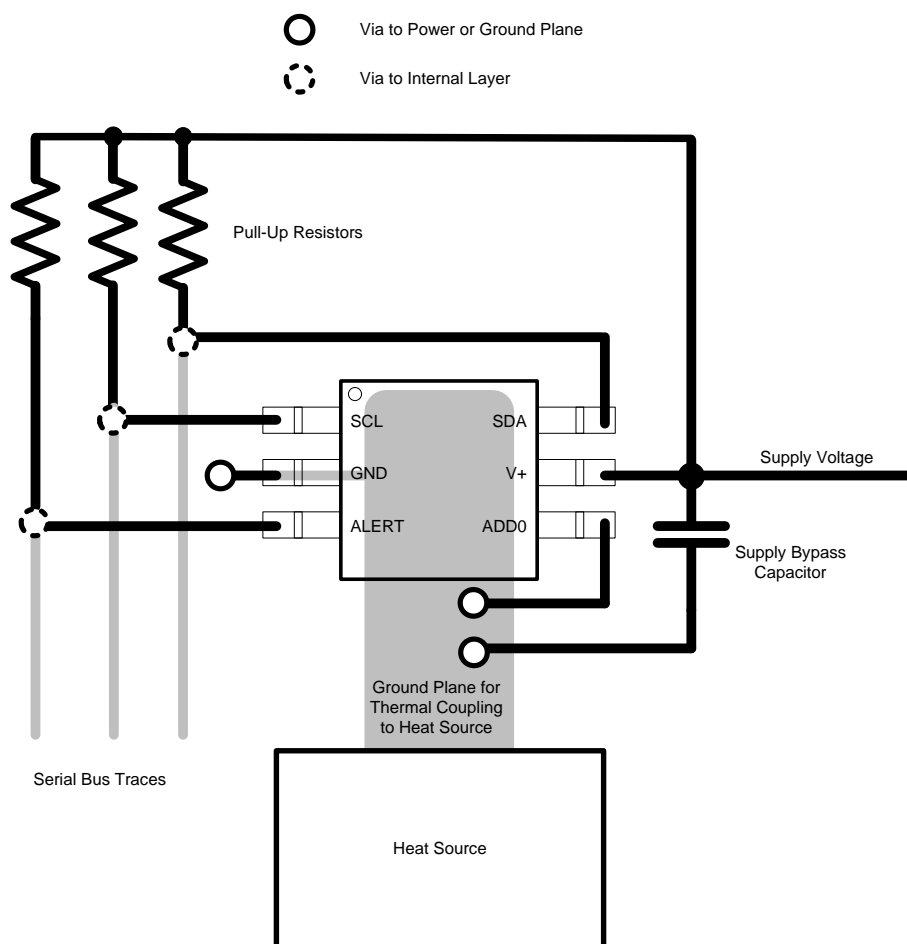 Via to Power or Ground Plane
Via to Internal Layer
Pull-Up Resistors
SCL
SDA
GND
V+
ALERT
ADD0
Supply Voltage
Supply Bypass
Capacitor
Ground Plane for
Thermal Coupling
to Heat Source
Serial Bus Traces
Heat Source